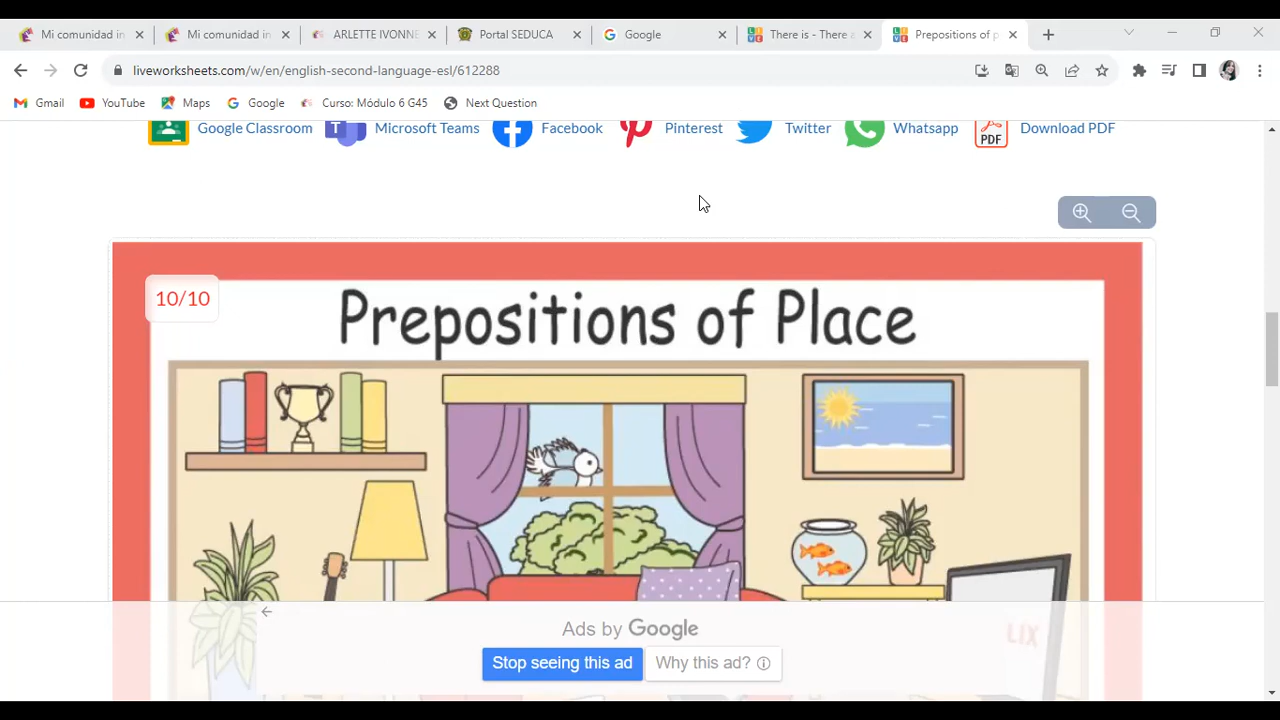 Mi comunidad in
Mi comunidad in
ARLETTE IVONNE
Portal SEDUCA
Google
There is - There a
Prepositions of p
liveworksheets.com/w/en/english-second-language-esl/612288
Gmail
YouTube
Maps
Google
Curso: Módulo 6 G45
Next Question
Google Classroom
Microsoft Teams
Facebook
Pinterest
Twitter
Whatsapp
PDF
Download PDF
10/10
Prepositions of Place
LIX
Ads by Google
Stop seeing this ad
Why this ad?